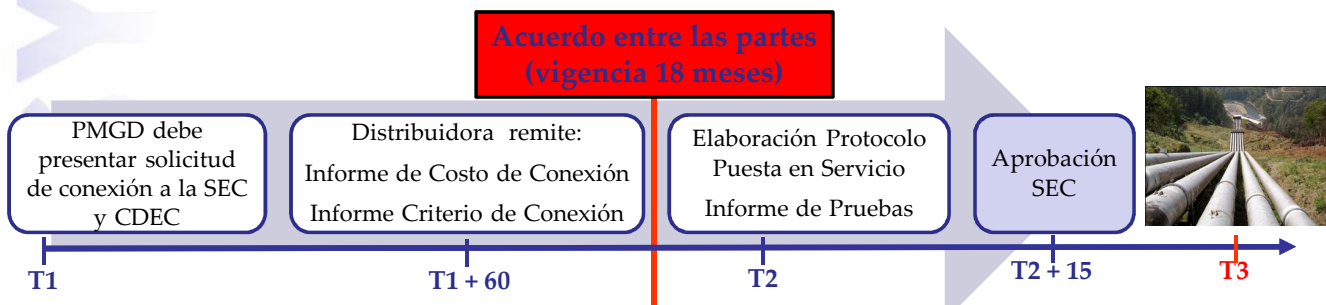 Acuerdo entre las partes
(vigencia 18 meses)
PMGD debe
presentar solicitud
de conexión a la SEC
y CDEC
Distribuidora remite:
Informe de Costo de Conexión
Informe Criterio de Conexión
Elaboración Protocolo
Puesta en Servicio
Informe de Pruebas
Aprobación
SEC
T1
T1 + 60
T2
T2 + 15
T3